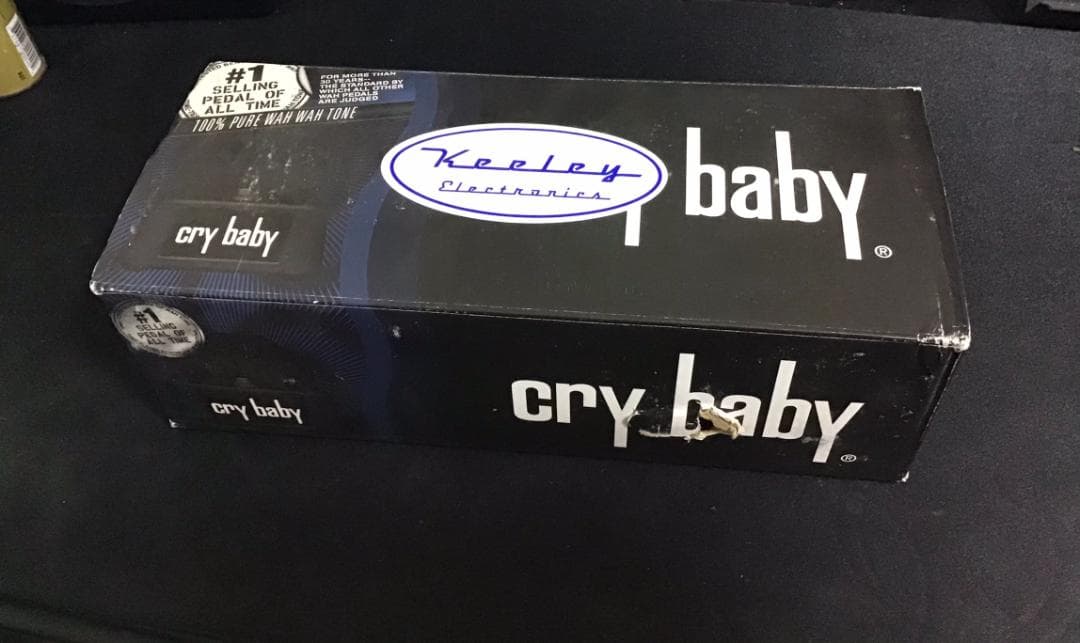 #1
SELLING
PEDAL OF
ALL TIME
FOR MORE THAN
30 YEARS--
THE STANDARD BY
WHICH ALL OTHER
WAH PEDALS
ARE JUDGED
100% PURE WAH WAH TONE
Keeley
Electronics
baby
®
cry baby
#1
SELLING
PEDAL OF
ALL TIME
cry baby
cry baby
®